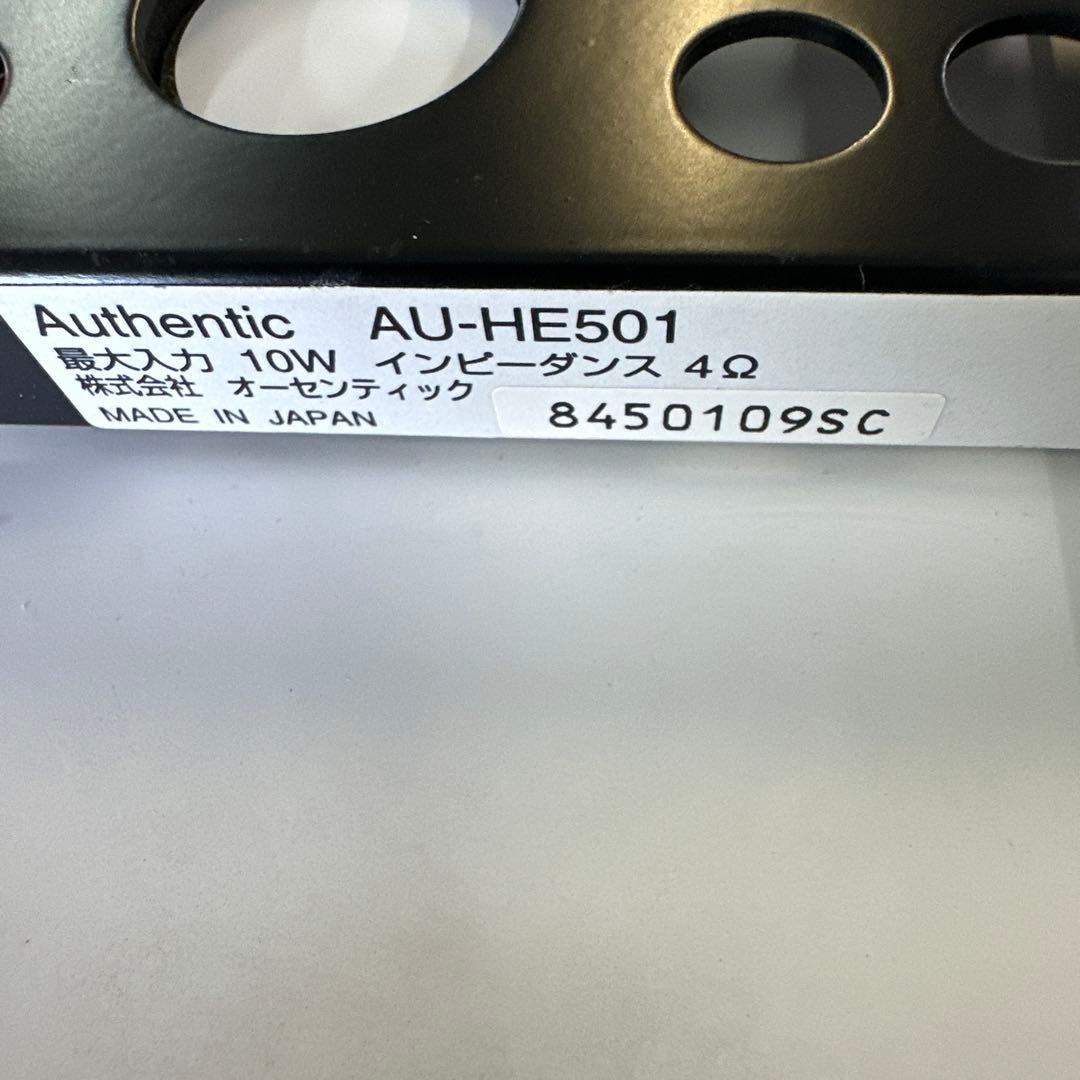 Authentic AU-HE501
最大入力 10W インピーダンス 4Ω
株式会社 オーセンティック
MADE IN JAPAN
8450109SC